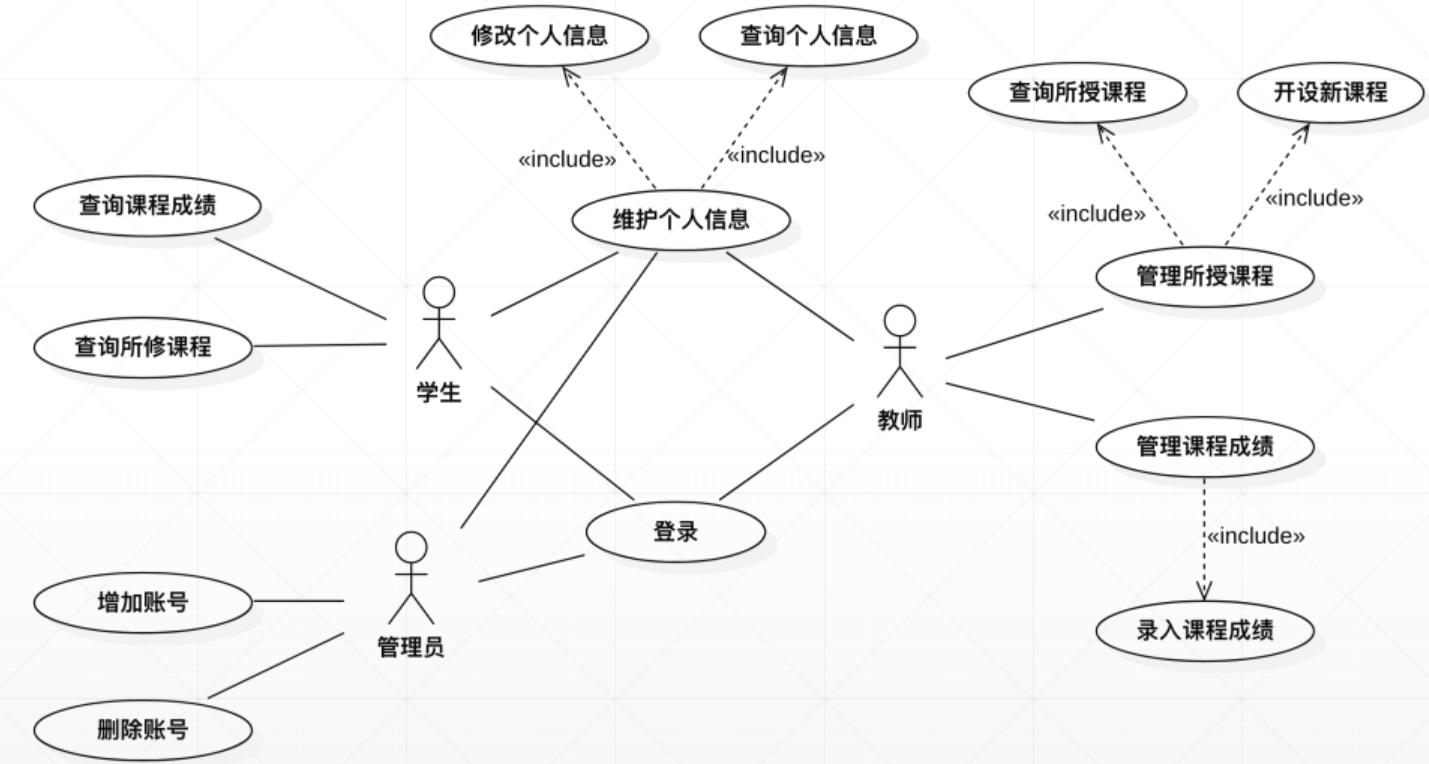 修改个人信息
查询个人信息
查询所授课程
开设新课程
«include»
«include»
«include»
«include»
查询课程成绩
维护个人信息
管理所授课程
查询所修课程
学生
教师
管理课程成绩
登录
«include»
增加账号
管理员
录入课程成绩
删除账号